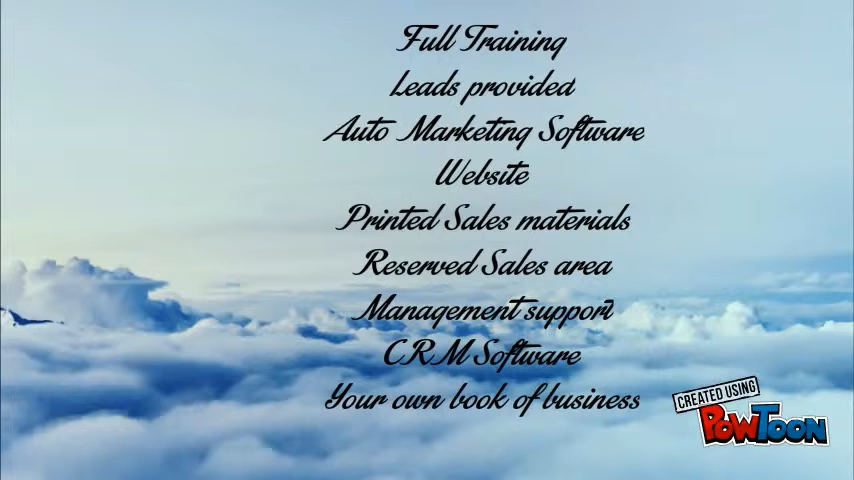 Full Training
Leads provided
Auto Marketing Software
Website
Printed Sales materials
Reserved Sales area
Management support
CRM Software
Your own book of business
CREATED USING
POWTOON